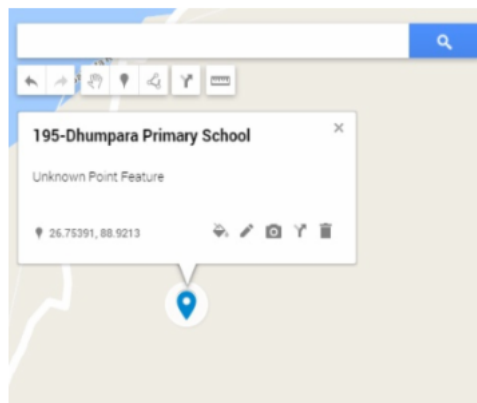 195-Dhumpara Primary School
Unknown Point Feature
26.75391, 88.9213